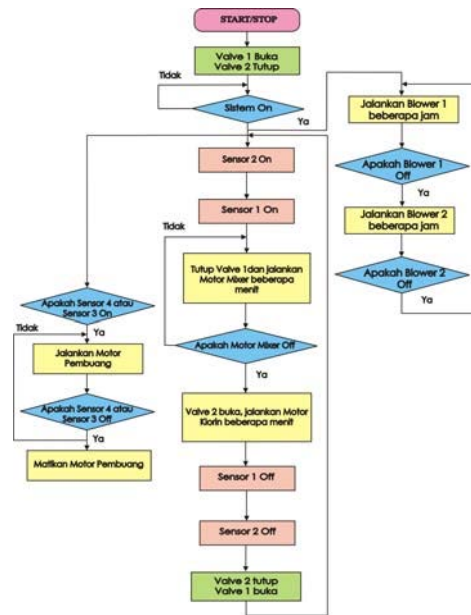 START/STOP
Valve 1 Buka
Valve 2 Tutup
Tidak
Sistem On
Ya
Sensor 2 On
Sensor 1 On
Tidak
Tutup Valve 1dan jalankan
Motor Mixer beberapa
menit
Apakah Motor Mixer Off
Ya
Valve 2 buka, jalankan Motor
Klorin beberapa menit
Sensor 1 Off
Sensor 2 Off
Valve 2 tutup
Valve 1 buka
Apakah Sensor 4 atau
Sensor 3 On
Tidak
Ya
Jalankan Motor
Pembuang
Apakah Sensor 4 atau
Sensor 3 Off
Ya
Matikan Motor Pembuang
Jalankan Blower 1
beberapa jam
Apakah Blower 1
Off
Ya
Jalankan Blower 2
beberapa jam
Apakah Blower 2
Off
Ya